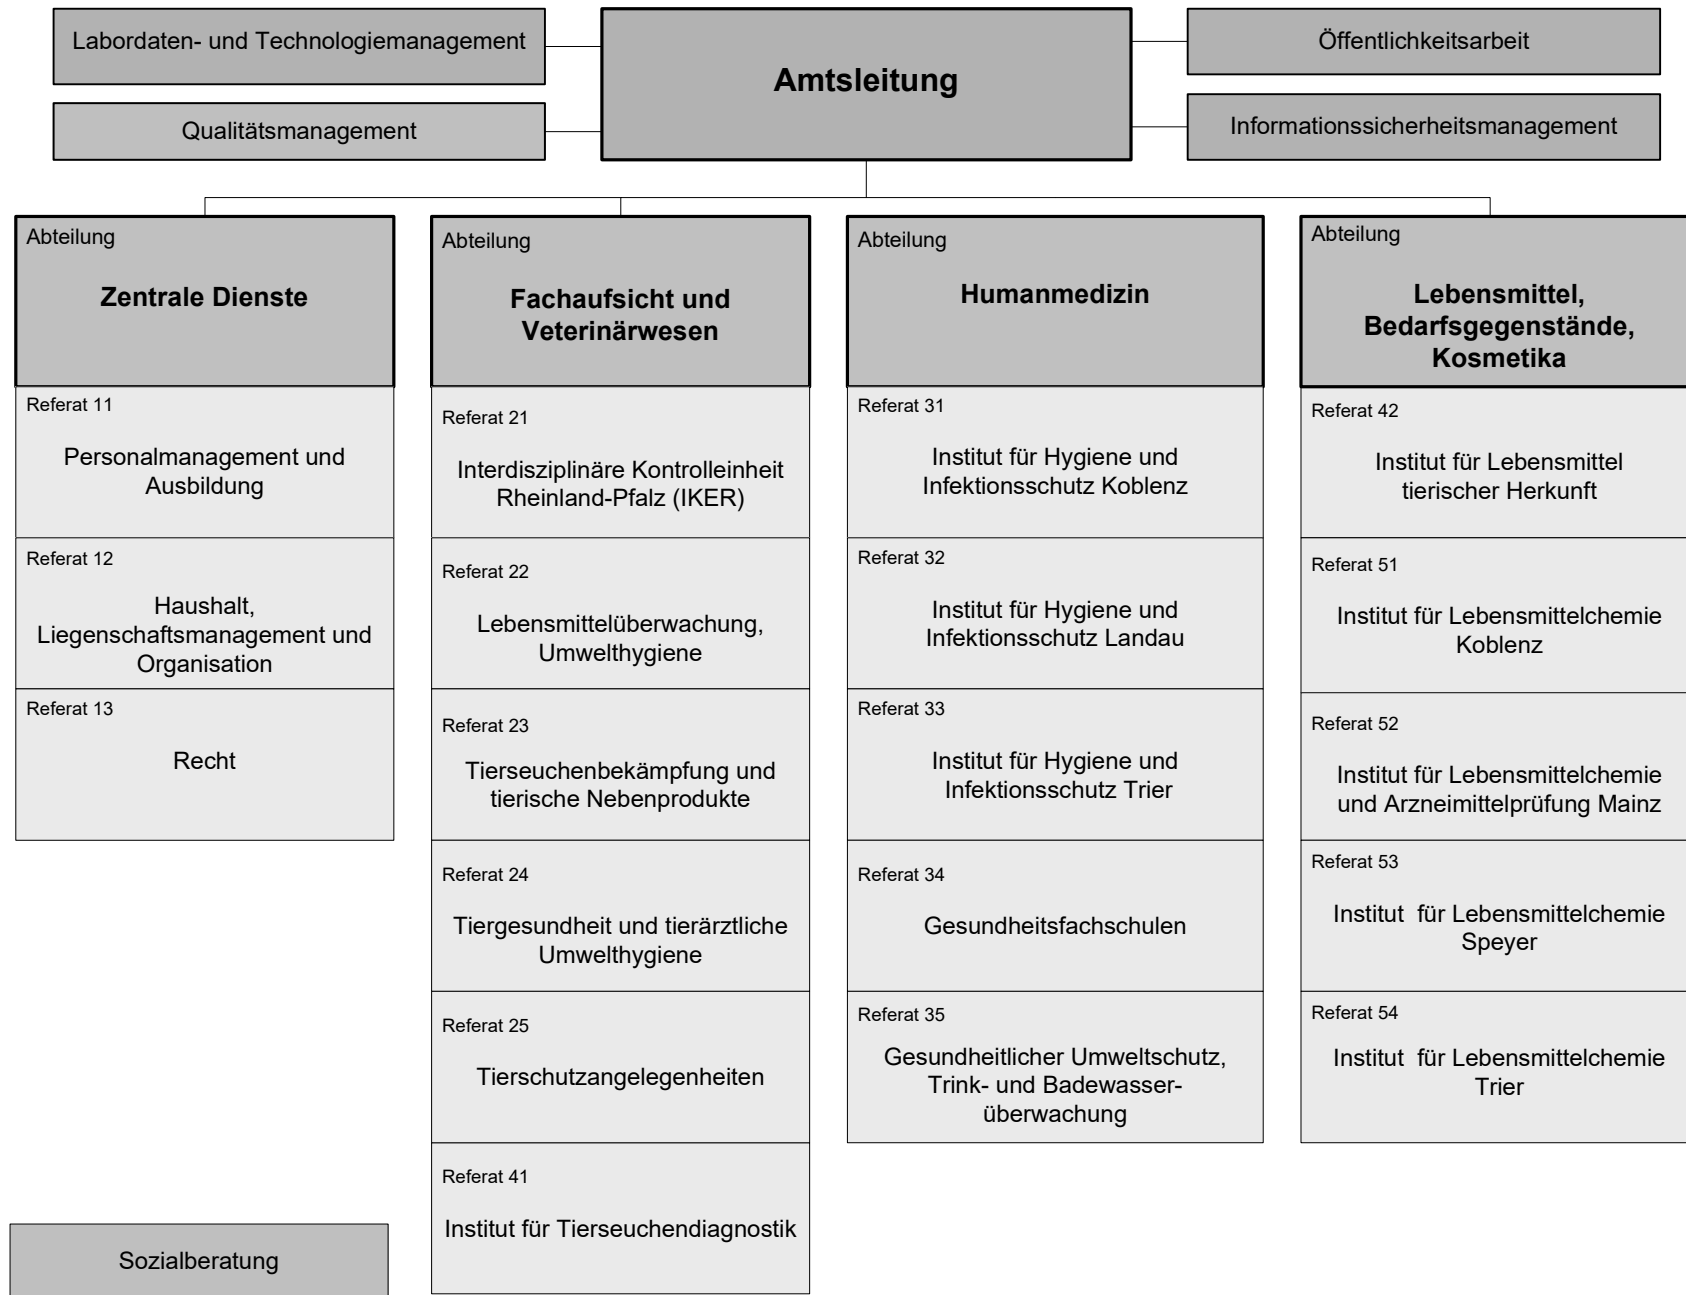 Labordaten- und Technologiemanagement
Qualitätsmanagement
Amtsleitung
Öffentlichkeitsarbeit
Informationssicherheitsmanagement
Abteilung
Zentrale Dienste
Referat 11
Personalmanagement und
Ausbildung
Referat 12
Haushalt,
Liegenschaftsmanagement und
Organisation
Referat 13
Recht
Abteilung
Fachaufsicht und
Veterinärwesen
Referat 21
Interdisziplinäre Kontrolleinheit
Rheinland-Pfalz (IKER)
Referat 22
Lebensmittelüberwachung,
Umwelthygiene
Referat 23
Tierseuchenbekämpfung und
tierische Nebenprodukte
Referat 24
Tiergesundheit und tierärztliche
Umwelthygiene
Referat 25
Tierschutzangelegenheiten
Referat 41
Institut für Tierseuchendiagnostik
Abteilung
Humanmedizin
Referat 31
Institut für Hygiene und
Infektionsschutz Koblenz
Referat 32
Institut für Hygiene und
Infektionsschutz Landau
Referat 33
Institut für Hygiene und
Infektionsschutz Trier
Referat 34
Gesundheitsfachschulen
Referat 35
Gesundheitlicher Umweltschutz,
Trink- und Badewasser-
überwachung
Abteilung
Lebensmittel,
Bedarfsgegenstände,
Kosmetika
Referat 42
Institut für Lebensmittel
tierischer Herkunft
Referat 51
Institut für Lebensmittelchemie
Koblenz
Referat 52
Institut für Lebensmittelchemie
und Arzneimittelprüfung Mainz
Referat 53
Institut für Lebensmittelchemie
Speyer
Referat 54
Institut für Lebensmittelchemie
Trier
Sozialberatung